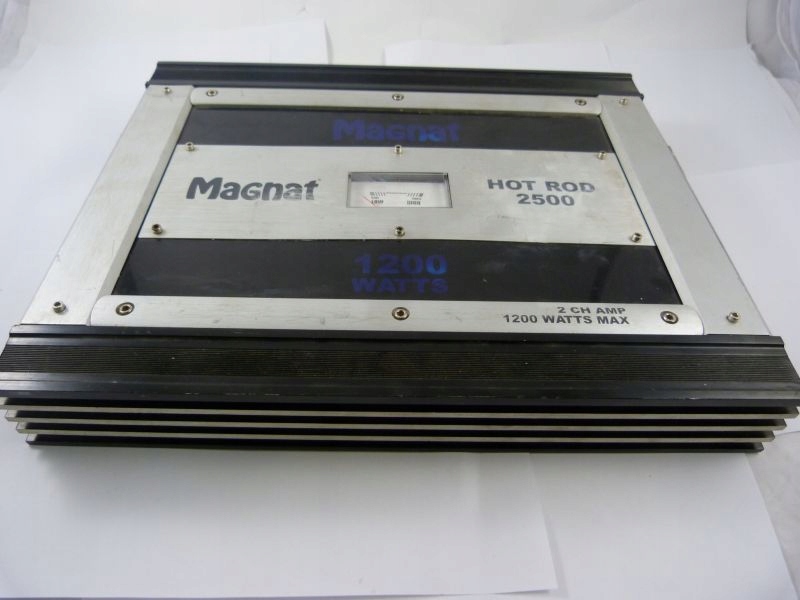 Magnat
Magnat
HOT ROD
2500
1200
WATTS
2 CH AMP
1200 WATTS MAX